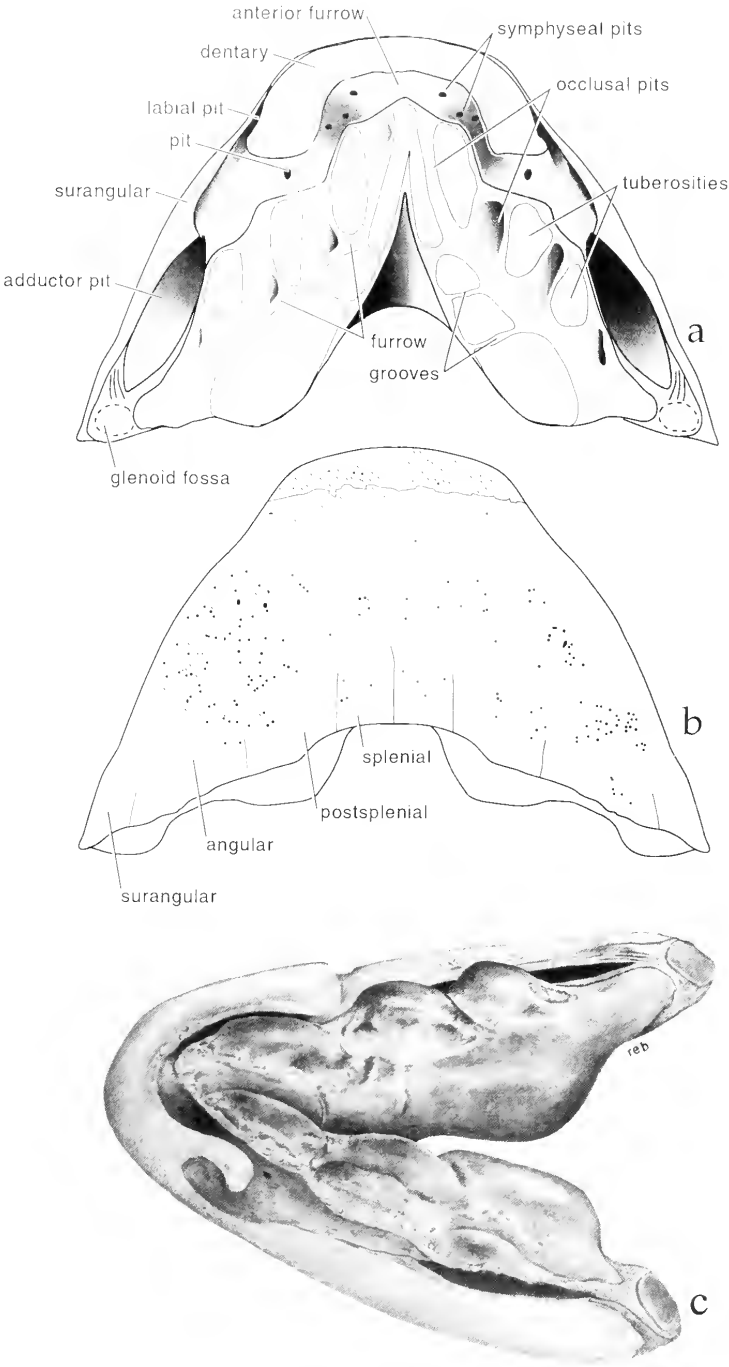 anterior furrow
symphyseal pits
dentary
occlusal pits
labial pit
pit
tuberosities
surangular
adductor pit
a
furrow
grooves
glenoid fossa
b
splenial
postsplenial
angular
surangular
reb
c